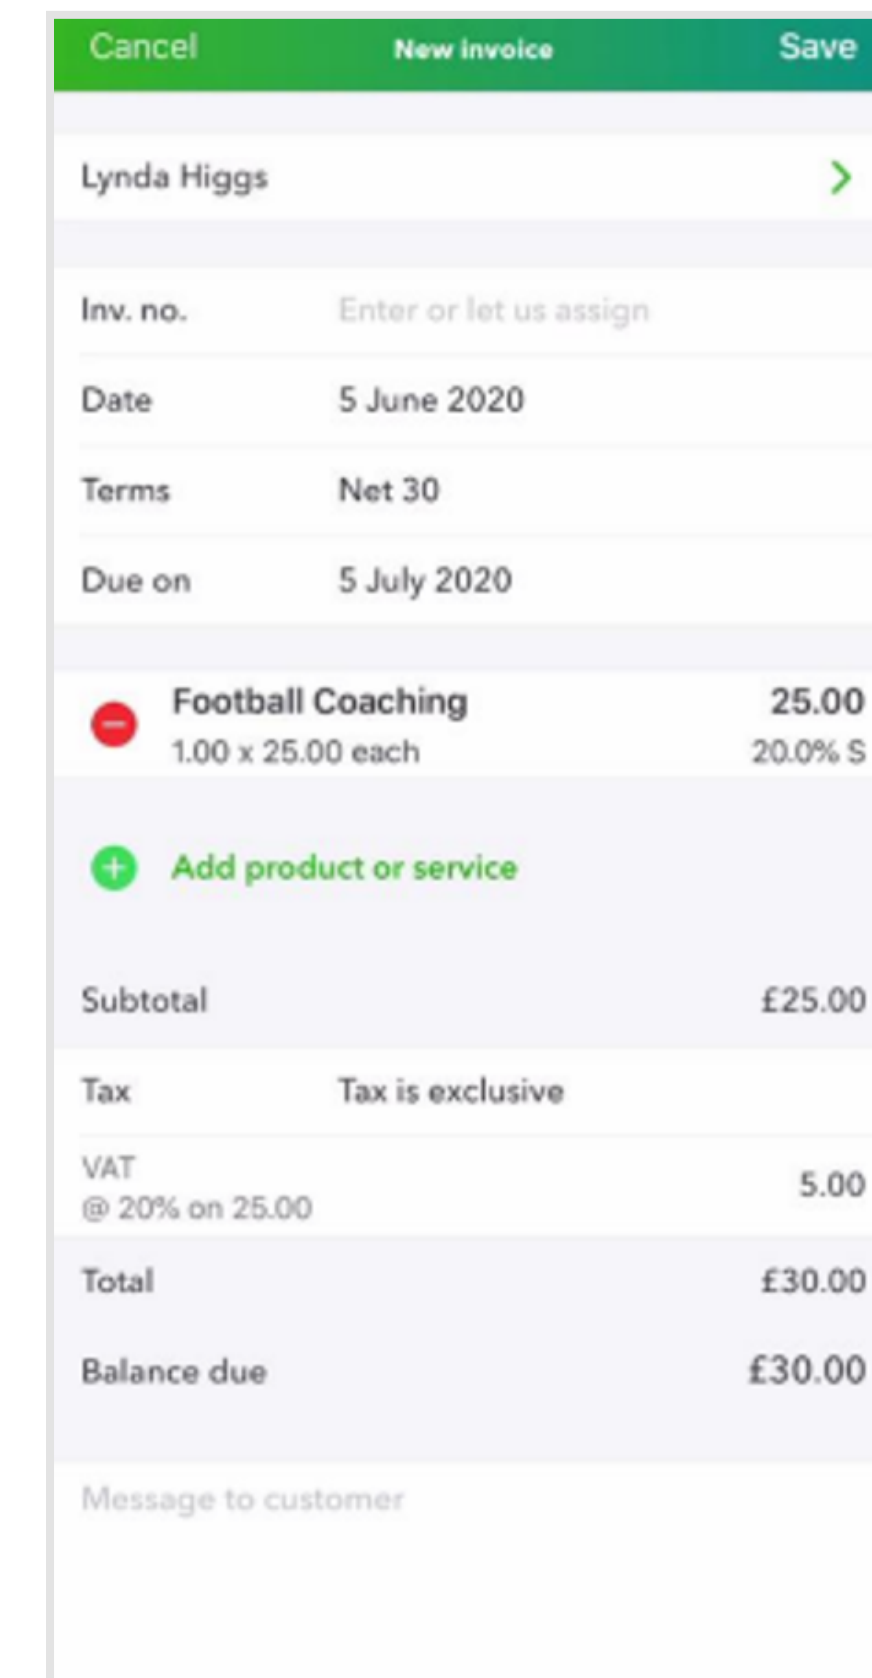 Cancel New invoice Save
Lynda Higgs
Inv. no. Enter or let us assign
Date 5 June 2020
Terms Net 30
Due on 5 July 2020
Football Coaching 25.00
1.00 x 25.00 each 20.0% S
Add product or service
Subtotal £25.00
Tax Tax is exclusive
VAT
@ 20% on 25.00 5.00
Total £30.00
Balance due £30.00
Message to customer